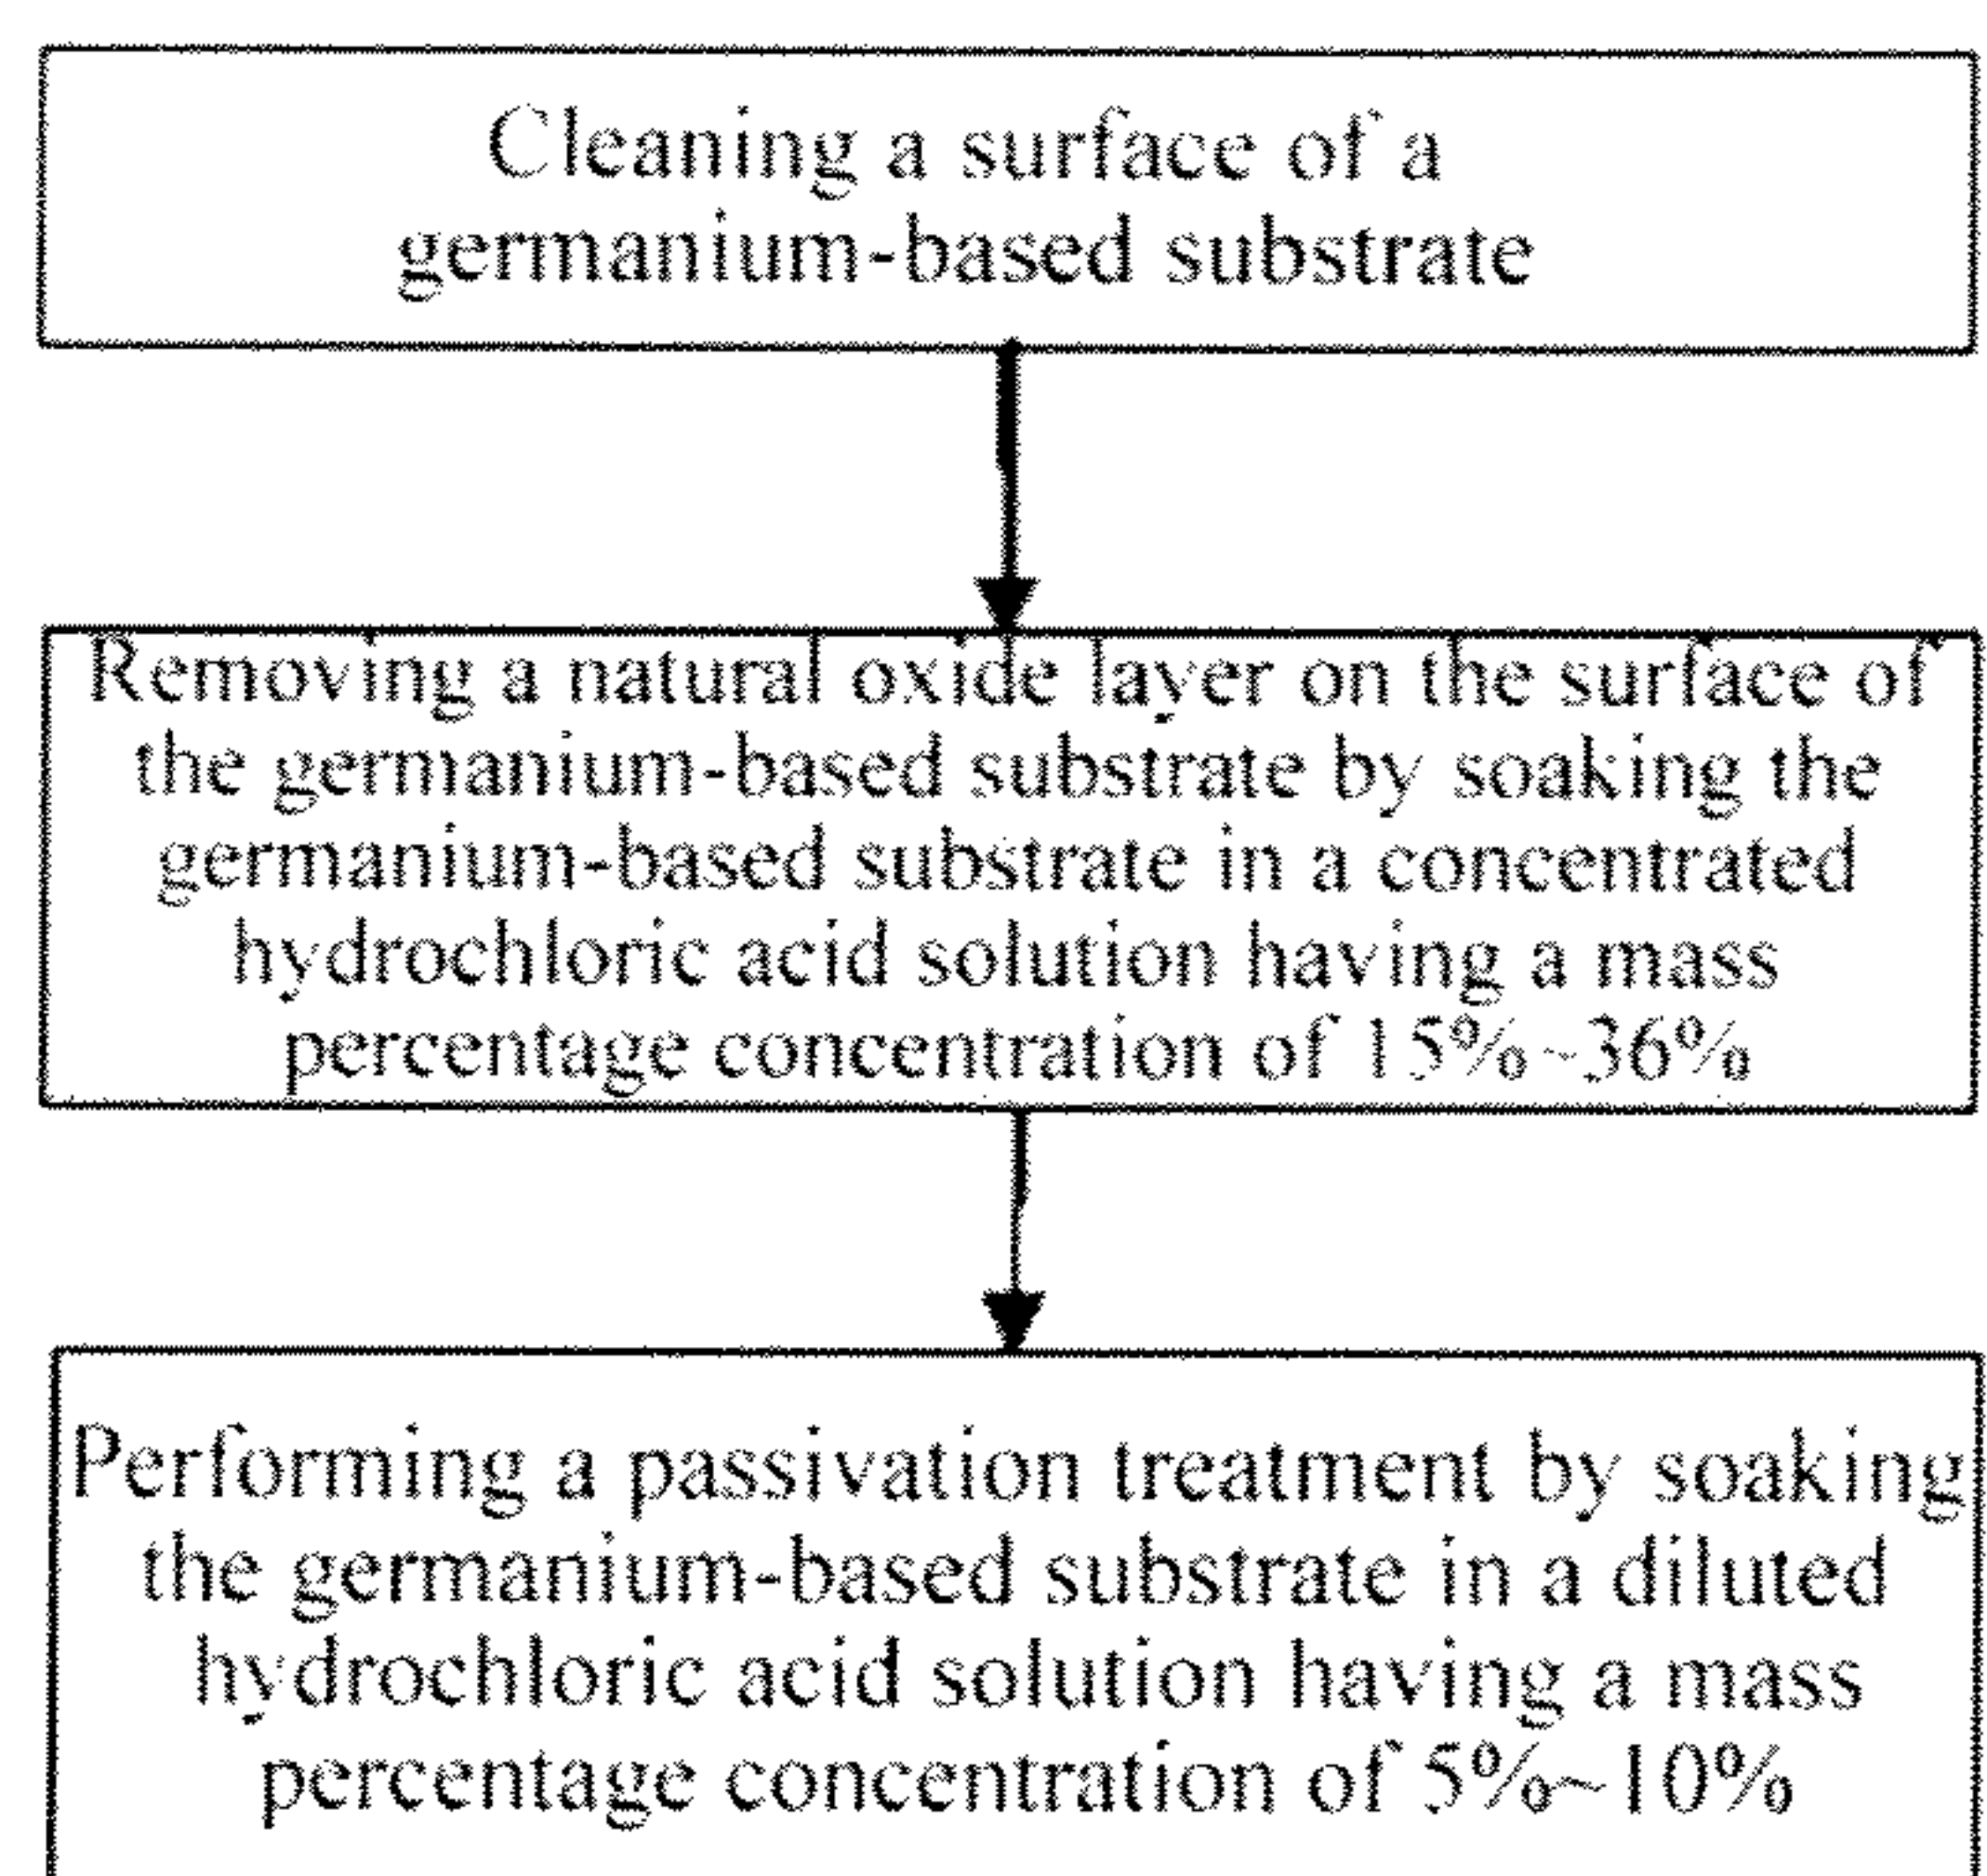 Cleaning a surface of a
germanium-based substrate
Removing a natural oxide layer on the surface of
the germanium-based substrate by soaking the
germanium-based substrate in a concentrated
hydrochloric acid solution having a mass
percentage concentration of 15%~36%
Performing a passivation treatment by soaking
the germanium-based substrate in a diluted
hydrochloric acid solution having a mass
percentage concentration of 5%~10%